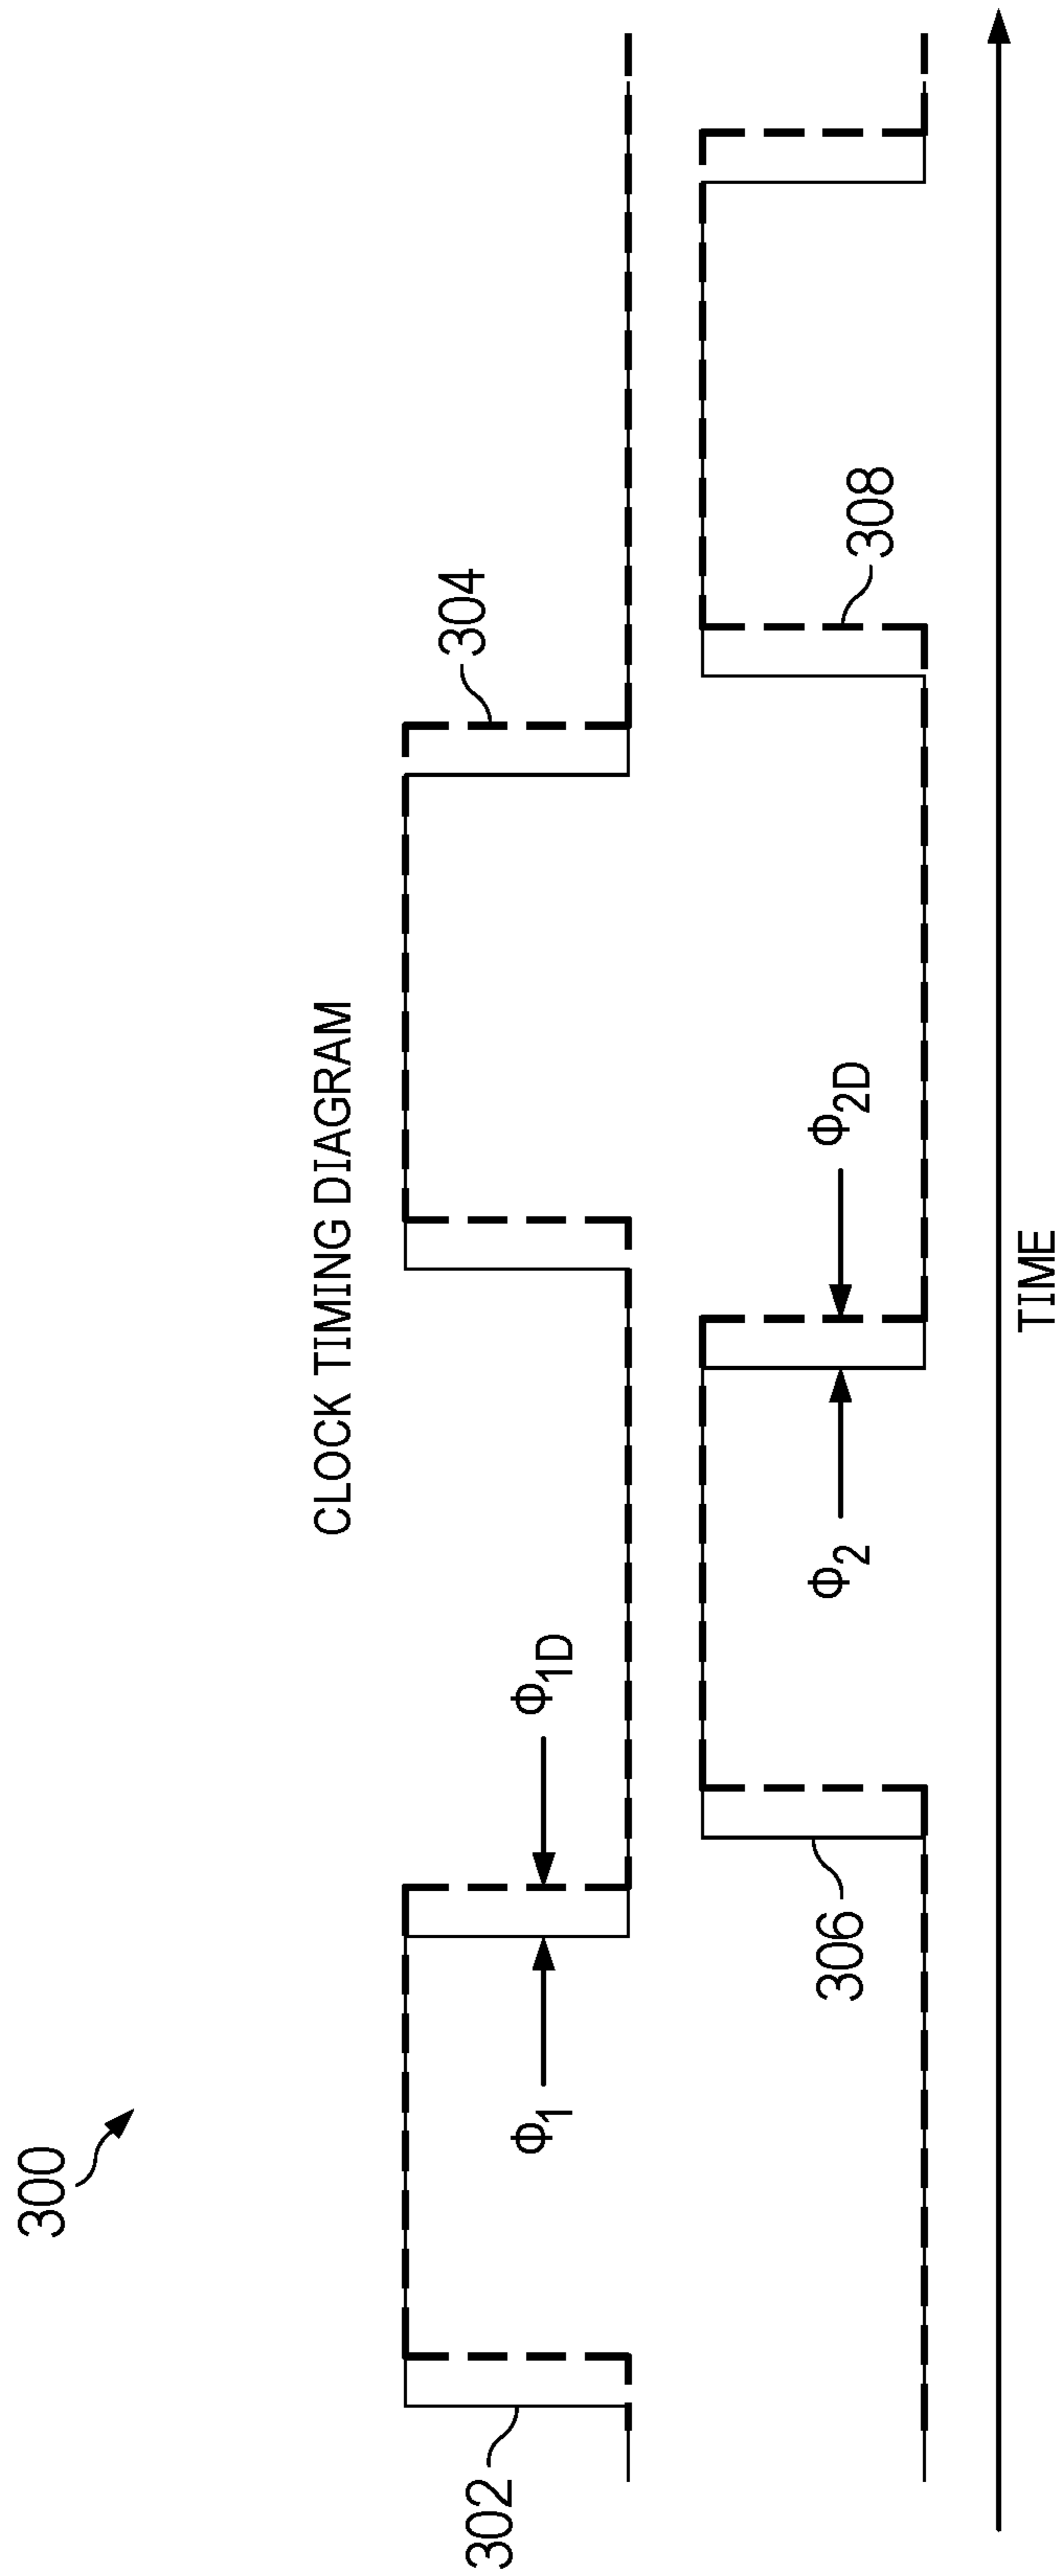 300
CLOCK TIMING DIAGRAM
302
Φ1
Φ1D
304
306
Φ2
Φ2D
308
TIME